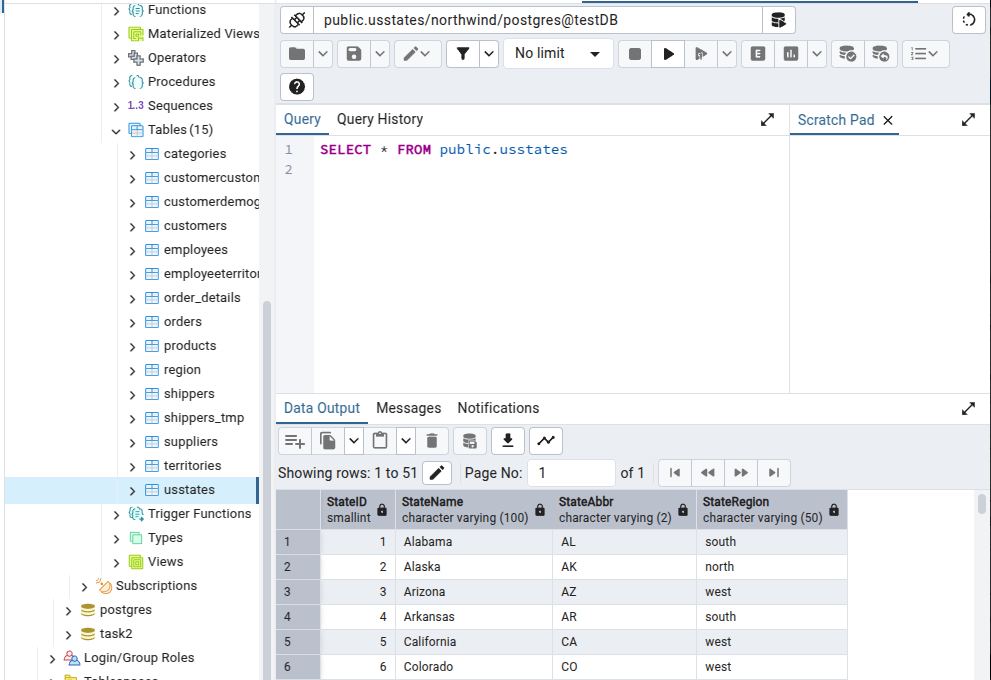 Functions
Materialized Views
Operators
Procedures
1.3 Sequences
Tables (15)
categories
customercuston
customerdemog
customers
employees
employeeterritor
order_details
orders
products
region
shippers
shippers_tmp
suppliers
territories
usstates
Trigger Functions
Types
Views
Subscriptions
postgres
task2
Login/Group Roles
public.usstates/northwind/postgres@testDB
No limit
E
Query Query History
Scratch Pad
1 SELECT * FROM public.usstates
2
Data Output Messages Notifications
Showing rows: 1 to 51 Page No: 1 of 1
StateID StateName StateAbbr StateRegion
smallint character varying (100) character varying (2) character varying (50)
1 1 Alabama AL south
2 2 Alaska AK north
3 3 Arizona AZ west
4 4 Arkansas AR south
5 5 California CA west
6 6 Colorado CO west